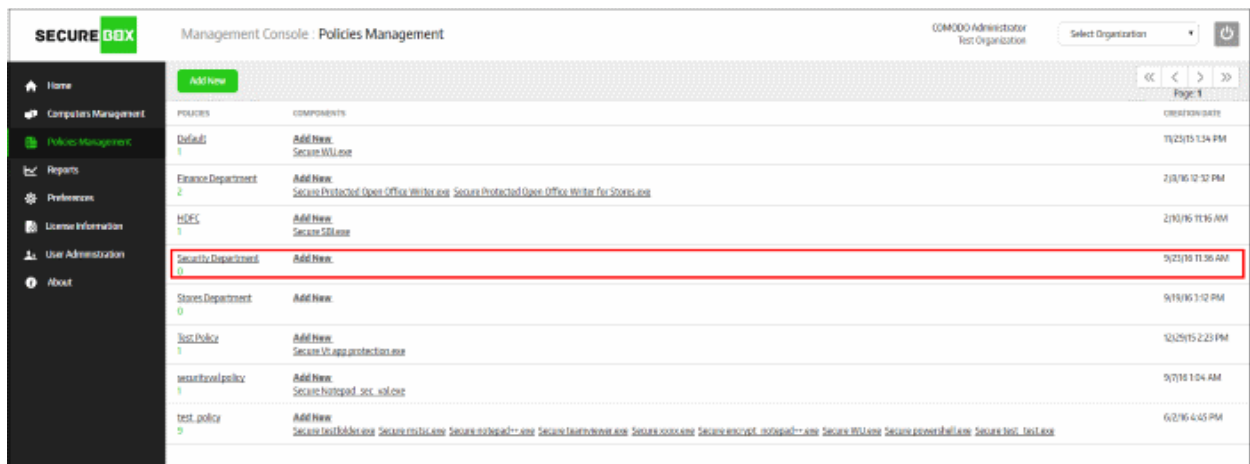 SECURE BOX
Management Console : Policies Management
COMODO Administrator
Test Organization
Select Organization
Home
Computers Management
Policies Management
Reports
Preferences
License Information
User Administration
About
Add New
Page: 1
POLICIES COMPONENTS CREATION DATE
Default Add New 11/25/15 1:34 PM
1 Secure WU.exe
Finance Department Add New 2/8/16 12:32 PM
2 Secure Protected Open Office Writer.exe Secure Protected Open Office Writer for Stores.exe
HDFC Add New 2/10/16 11:16 AM
1 Secure SBI.exe
Security Department Add New 9/23/16 11:36 AM
0
Stores Department Add New 9/19/16 3:12 PM
0
Test Policy Add New 12/29/15 2:23 PM
1 Secure Vt app protection.exe
securityval policy Add New 9/7/16 1:04 AM
1 Secure Notepad_sec_val.exe
test_policy Add New 6/2/16 4:45 PM
9 Secure testfolder.exe Secure mstsc.exe Secure notepad++.exe Secure teamviewer.exe Secure xxxx.exe Secure encrypt_notepad++.exe Secure WU.exe Secure powershell.exe Secure test_test.exe